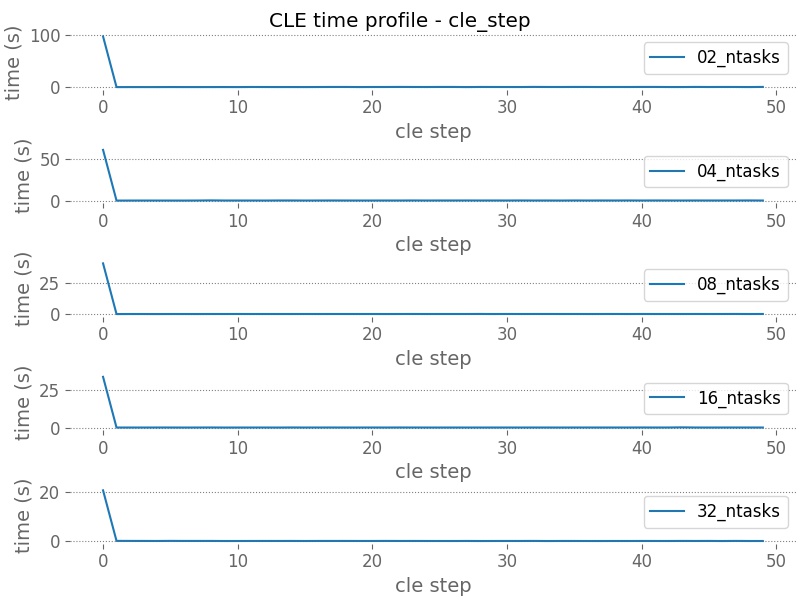 CLE time profile - cle_step
time (s)
100
0
02_ntasks
0 10 20 30 40 50
cle step
time (s)
50
0
04_ntasks
0 10 20 30 40 50
cle step
time (s)
25
0
08_ntasks
0 10 20 30 40 50
cle step
time (s)
25
0
16_ntasks
0 10 20 30 40 50
cle step
time (s)
20
0
32_ntasks
0 10 20 30 40 50
cle step